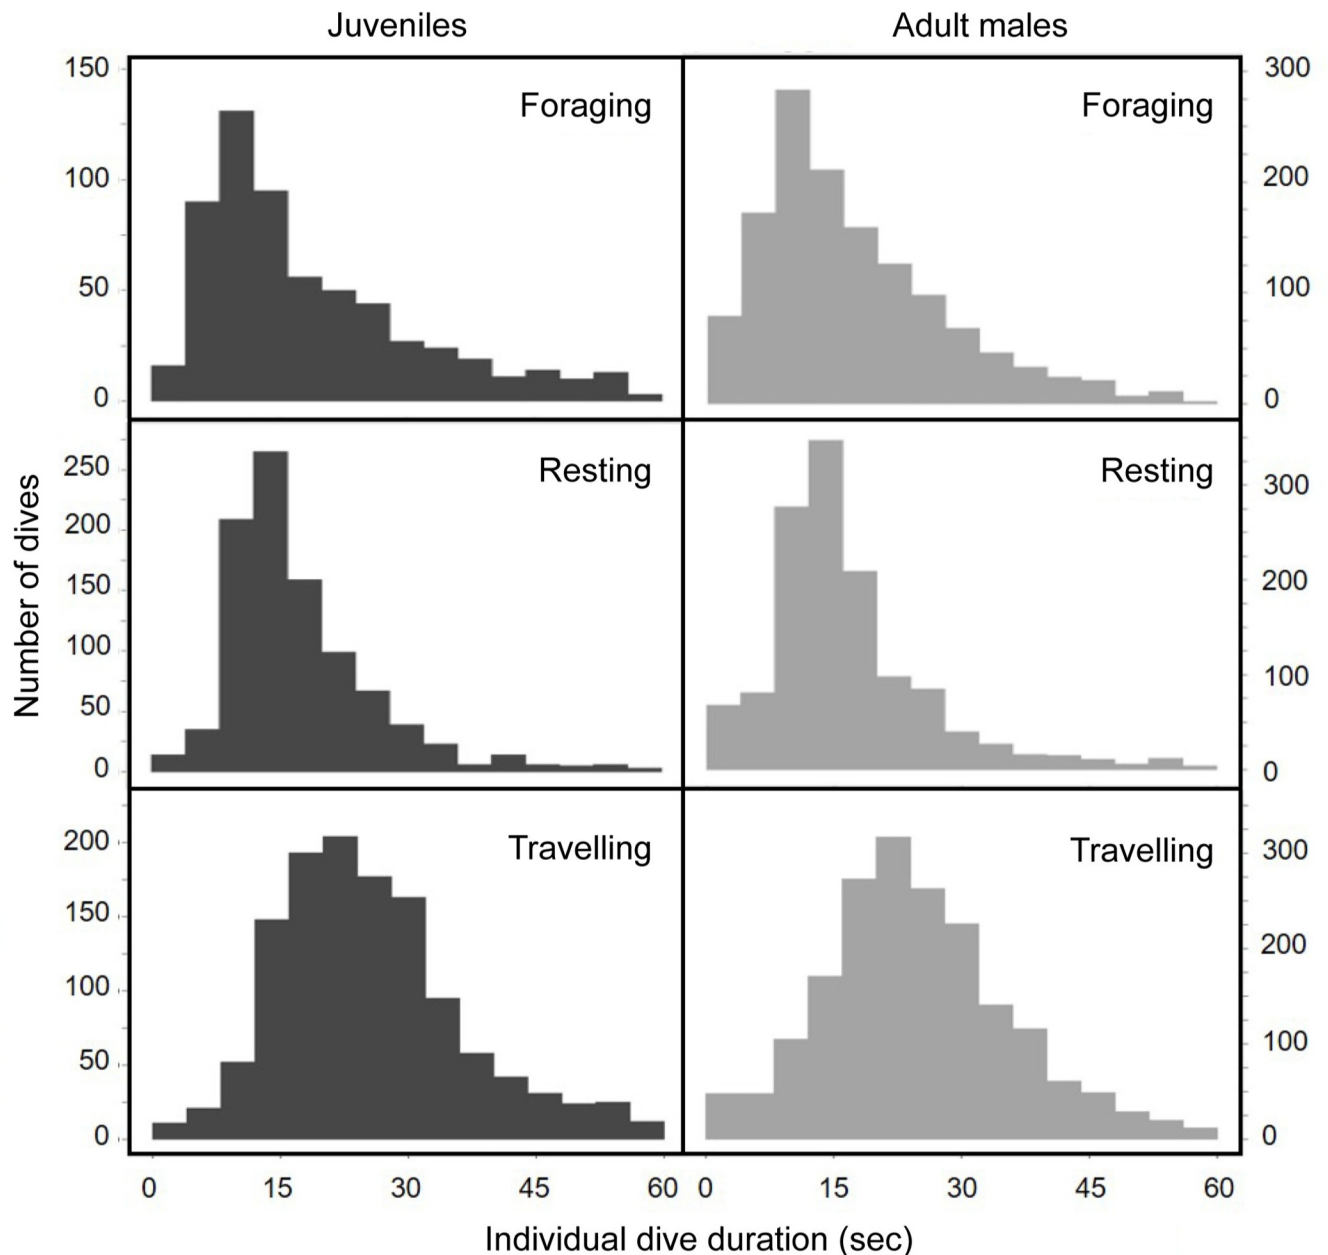 Juveniles Adult males
150 Foraging Foraging 300
100 200
50 100
0 0
250 Resting Resting 300
200
150 200
100 100
50
0 0
200 Travelling Travelling 300
150 200
100 100
50
0 0
0 15 30 45 60 0 15 30 45 60
Number of dives
Individual dive duration (sec)